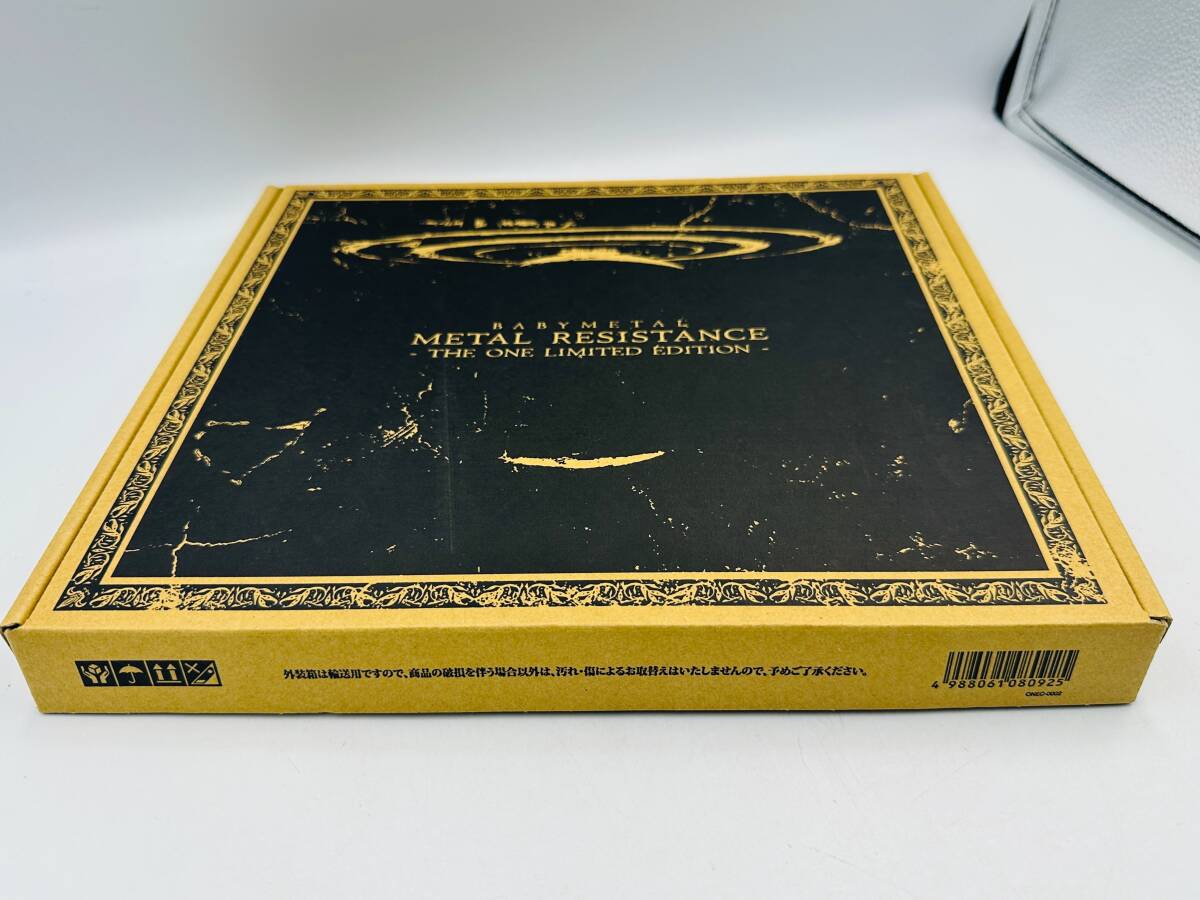 BABYMETAL
METAL RESISTANCE
- THE ONE LIMITED EDITION -
外装箱は輸送用ですので、商品の破損を伴う場合以外は、汚れ・傷によるお取替えはいたしませんので、予めご了承ください。
4 988061 080925
ONEC-0002